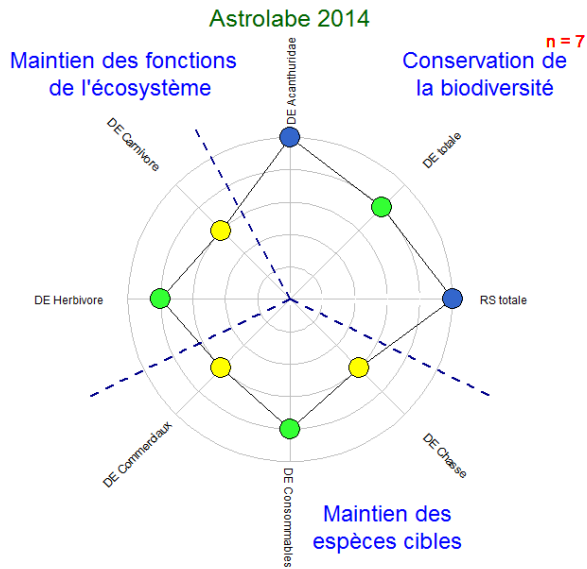 Astrolabe 2014
n = 7
Maintien des fonctions
de l'écosystème
Conservation de
la biodiversité
DE Acanthuridae
DE Carnivore
DE totale
DE Herbivore
RS totale
DE Commerciaux
DE Chasse
DE Consommables
Maintien des
espèces cibles